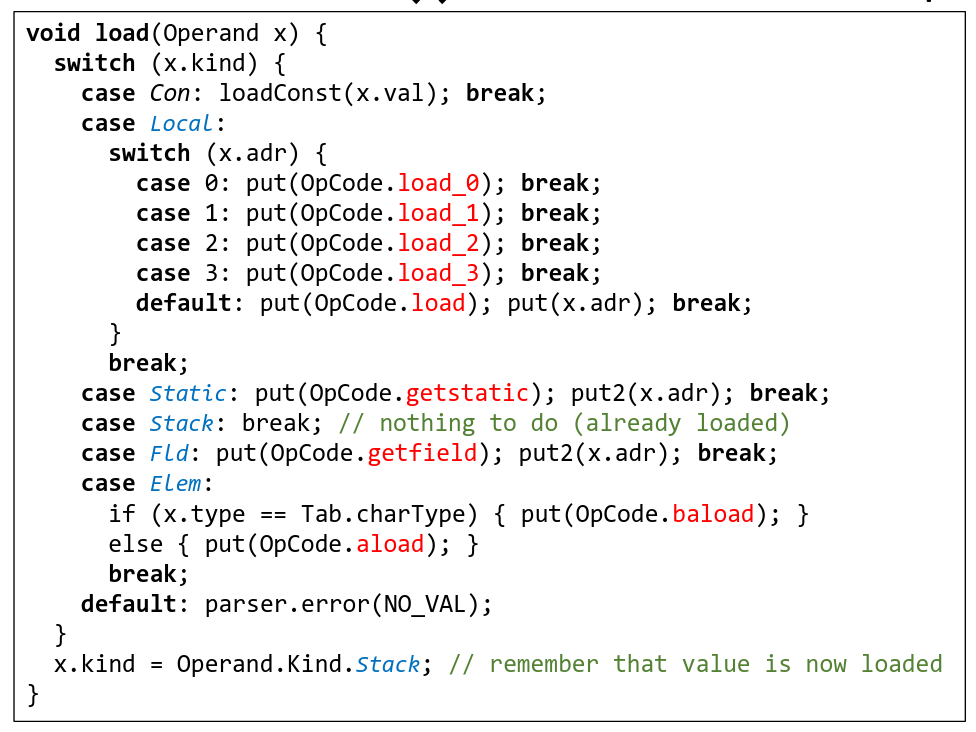 void load(Operand x) {
  switch (x.kind) {
    case Con: loadConst(x.val); break;
    case Local:
      switch (x.adr) {
        case 0: put(OpCode.load_0); break;
        case 1: put(OpCode.load_1); break;
        case 2: put(OpCode.load_2); break;
        case 3: put(OpCode.load_3); break;
        default: put(OpCode.load); put(x.adr); break;
      }
      break;
    case Static: put(OpCode.getstatic); put2(x.adr); break;
    case Stack: break; // nothing to do (already loaded)
    case Fld: put(OpCode.getfield); put2(x.adr); break;
    case Elem:
      if (x.type == Tab.charType) { put(OpCode.baload); }
      else { put(OpCode.aload); }
      break;
    default: parser.error(NO_VAL);
  }
  x.kind = Operand.Kind.Stack; // remember that value is now loaded
}